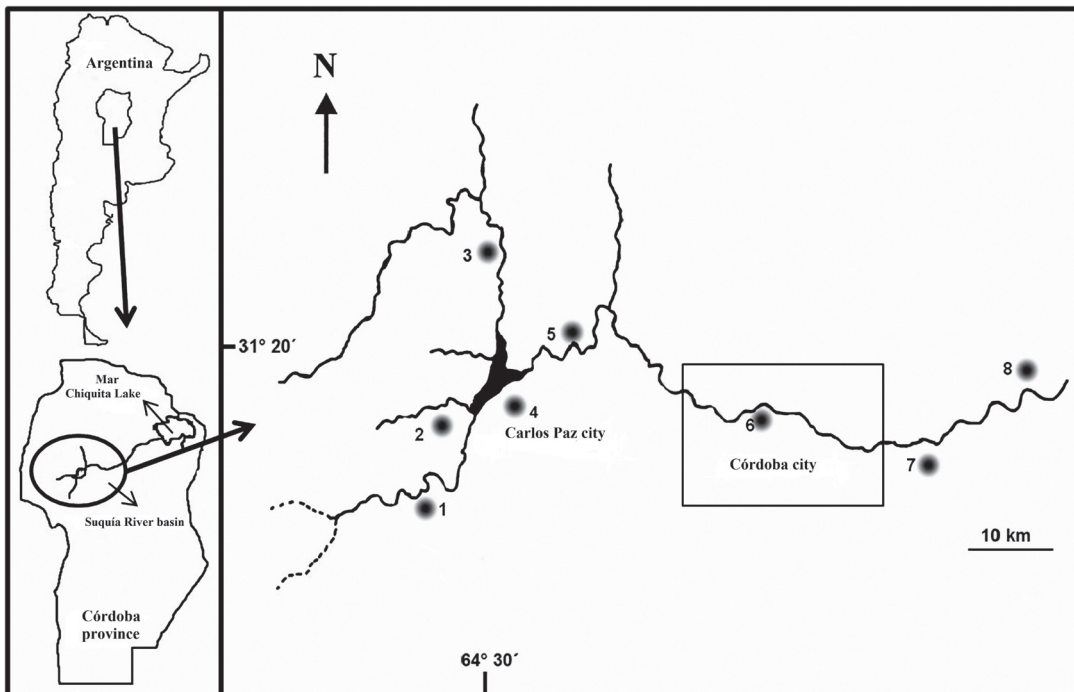 Argentina
Mar
Chiquita Lake
Suquía River basin
Córdoba
province
N
31° 20´
64° 30´
3
5
2
4
Carlos Paz city
1
6
Córdoba city
7
8
10 km